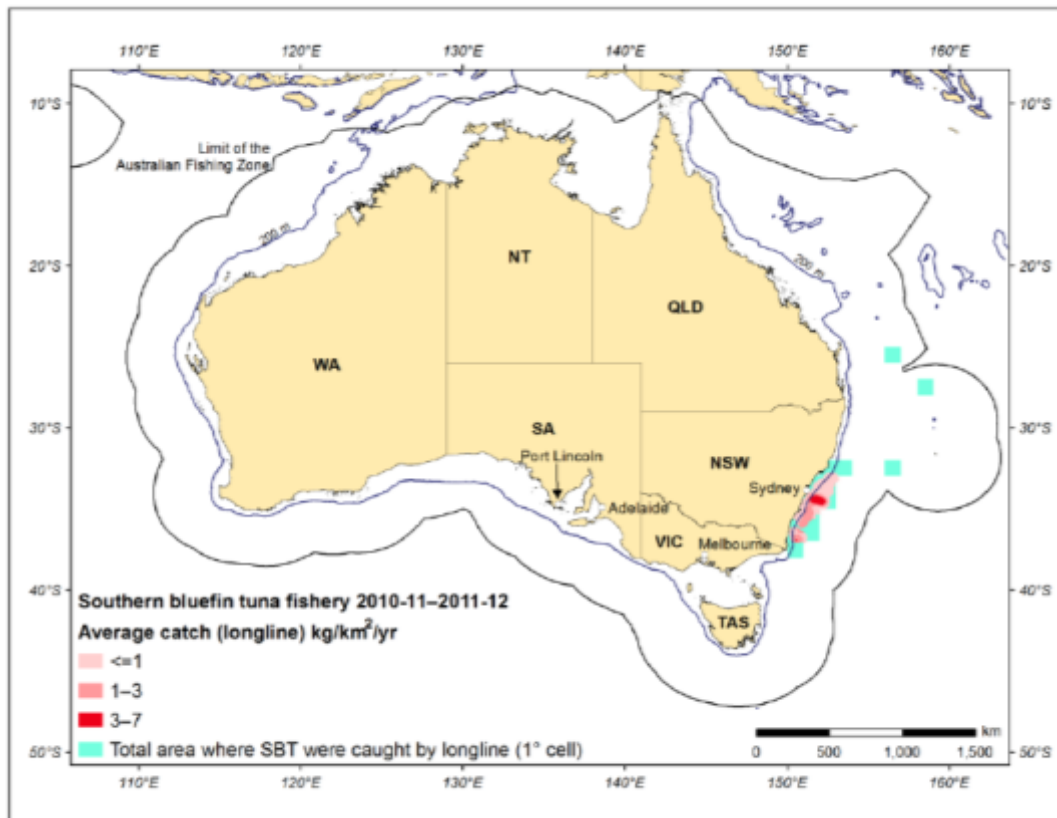 110°E 120°E 130°E 140°E 150°E 160°E
10°S 10°S
Limit of the
Australian Fishing Zone
200 m
200 m
20°S 20°S
NT
QLD
WA
30°S 30°S
SA
Port Lincoln
NSW
Sydney
Adelaide
VIC Melbourne
40°S 40°S
TAS
Southern bluefin tuna fishery 2010-11–2011-12
Average catch (longline) kg/km²/yr
<=1
1–3
3–7
Total area where SBT were caught by longline (1° cell)
km
0 500 1,000 1,500
50°S 50°S
110°E 120°E 130°E 140°E 150°E 160°E